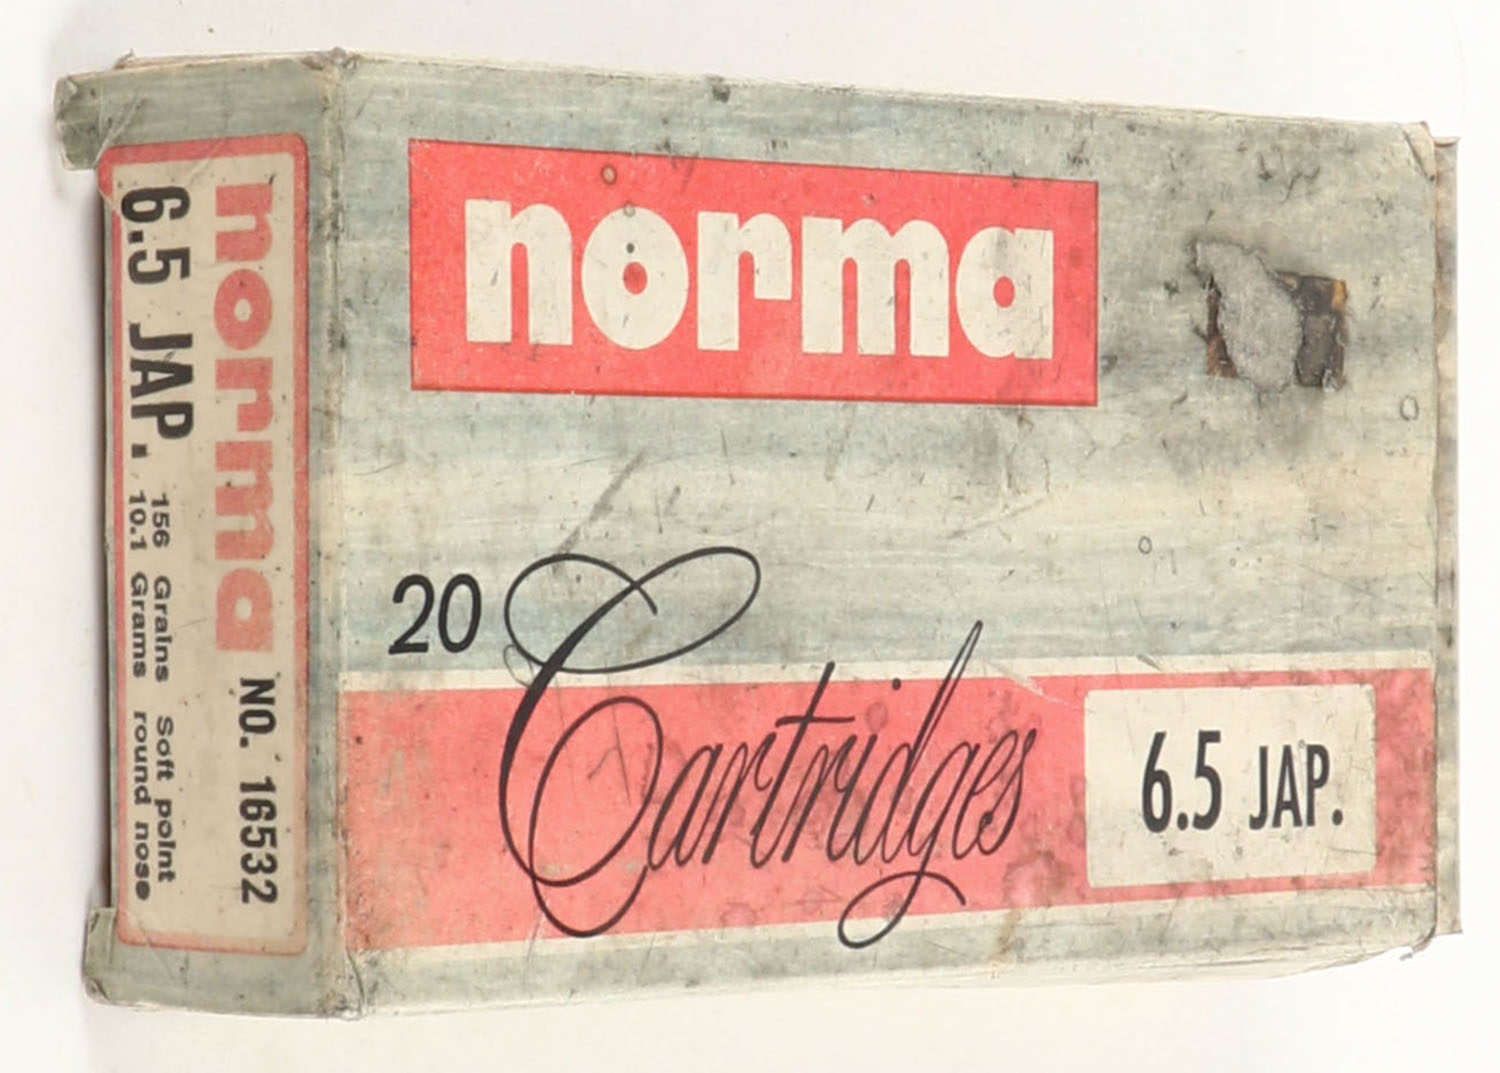 norma
20 Cartridges
6.5 JAP.
norma NO. 16532
6.5 JAP. 156 Grains Soft point
10.1 Grams round nose